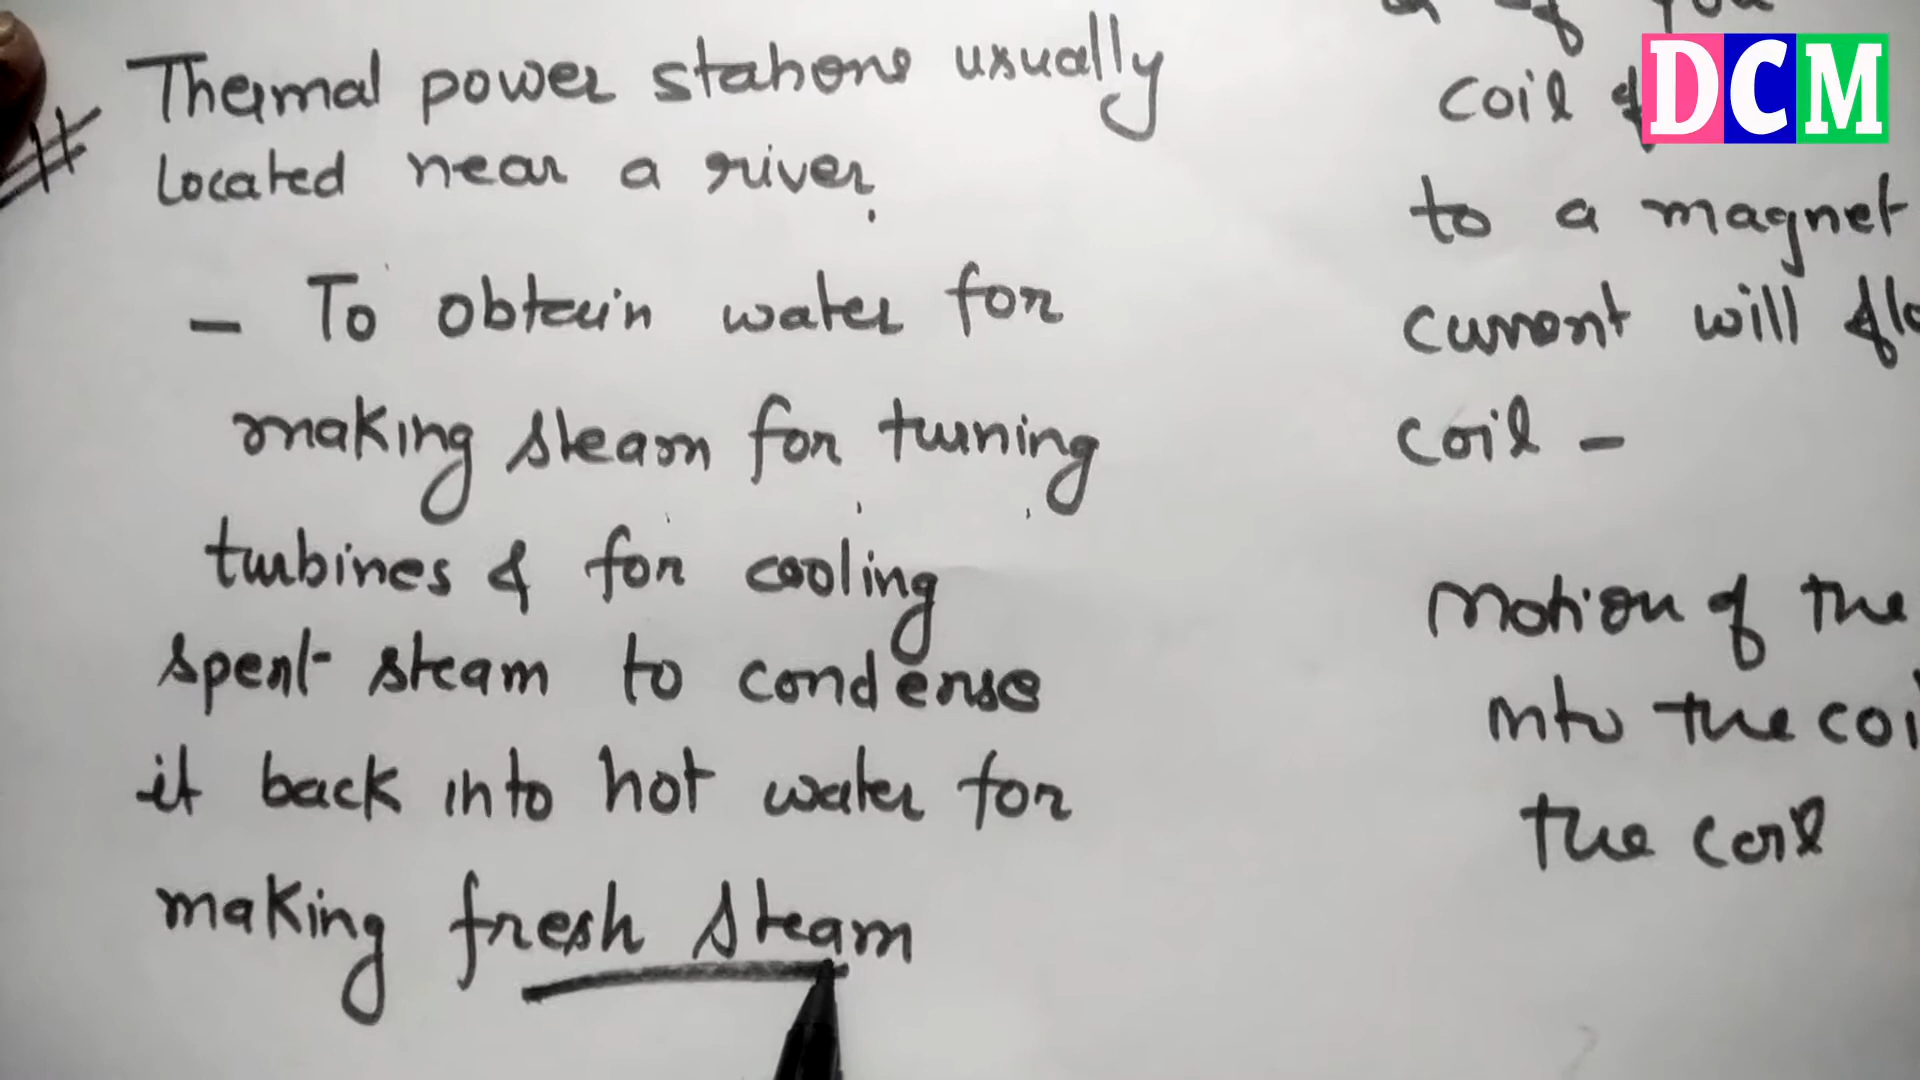 Thermal power stations usually
located near a river.
- To obtain water for
making steam for turning
turbines & for cooling
spent steam to condense
it back into hot water for
making fresh steam
DCM
coil
to a magnet
current will
coil -
motion of the
into the
the coil